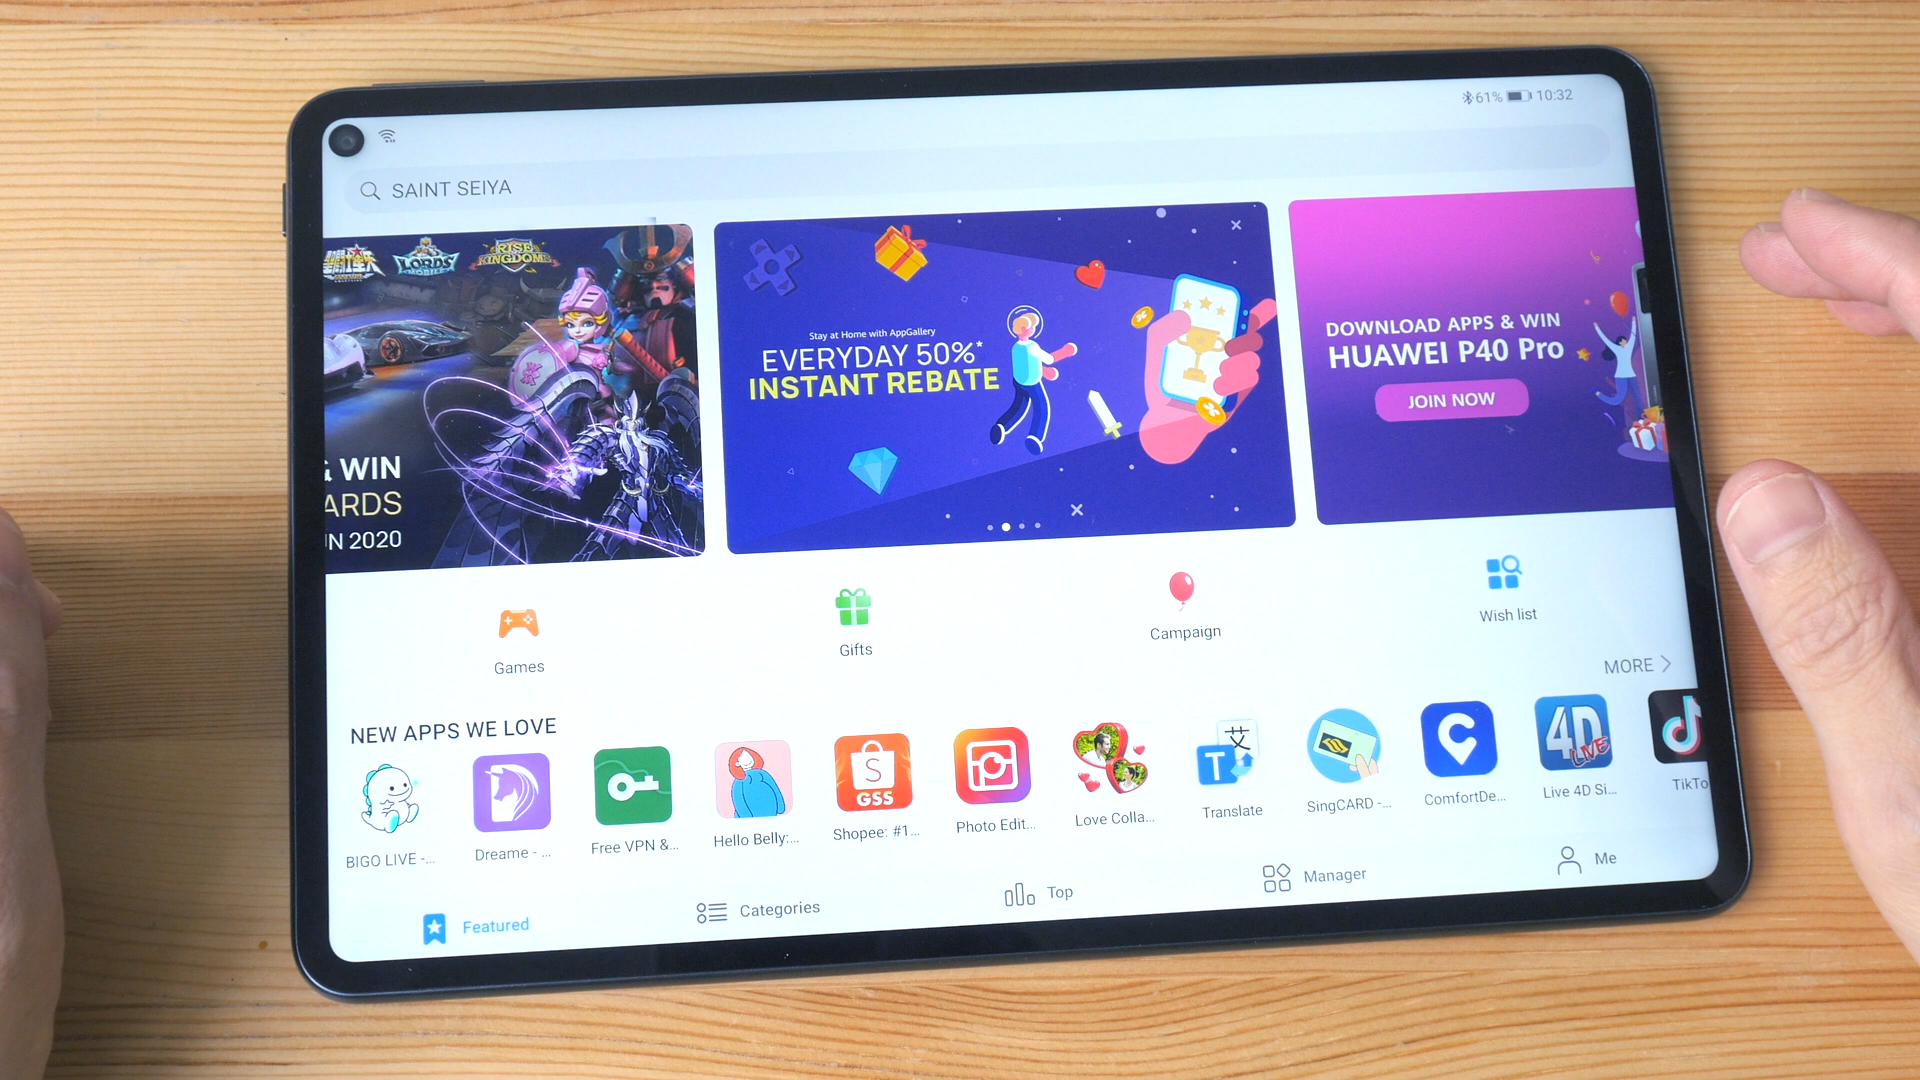 61% 10:32
SAINT SEIYA
LORDS
MOBILE
RISE
KINGDOMS
& WIN
ARDS
N 2020
Stay at Home with AppGallery
EVERYDAY 50%*
INSTANT REBATE
DOWNLOAD APPS & WIN
HUAWEI P40 Pro
JOIN NOW
Games
Gifts
Campaign
Wish list
MORE
NEW APPS WE LOVE
S
GSS
T
艾
4D
LIVE
BIGO LIVE -...
Dreame - ...
Free VPN &...
Hello Belly:...
Shopee: #1...
Photo Edit...
Love Colla...
Translate
SingCARD -...
ComfortDe...
Live 4D Si...
TikTo
Featured
Categories
Top
Manager
Me